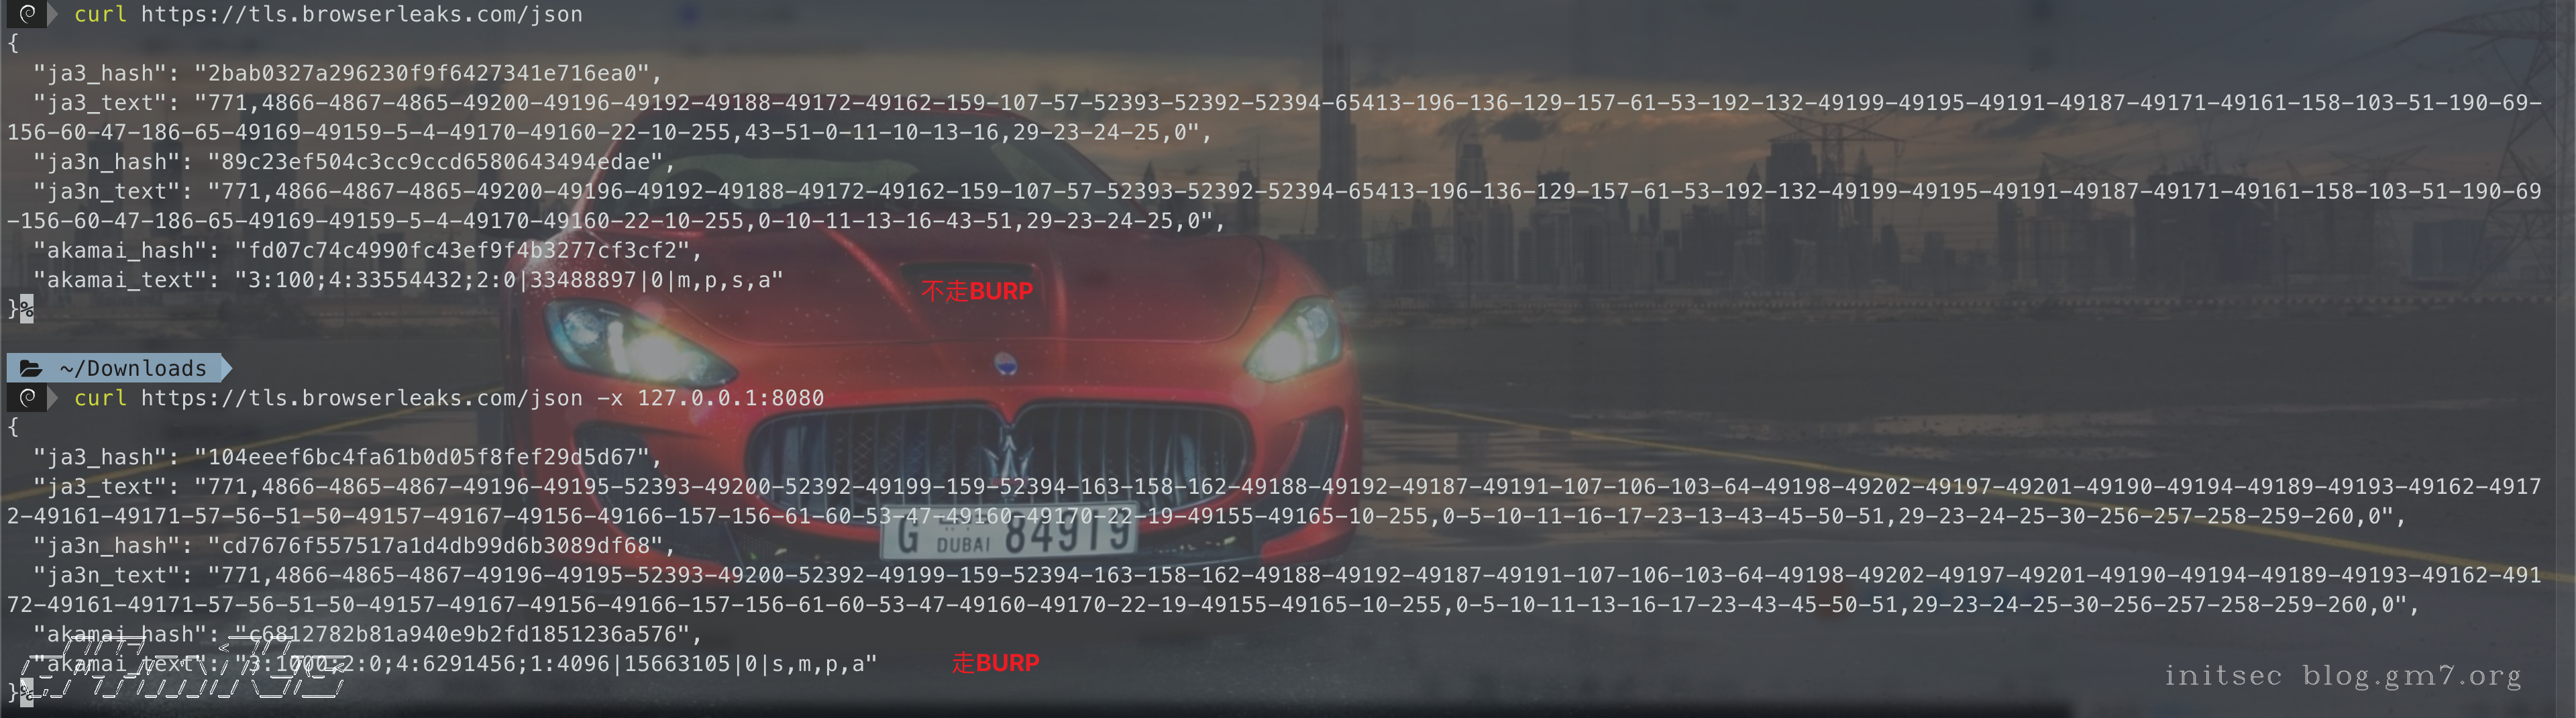 curl https://tls.browserleaks.com/json
{
"ja3_hash": "2bab0327a296230f9f6427341e716ea0",
"ja3_text": "771,4866-4867-4865-49200-49196-49192-49188-49172-49162-159-107-57-52393-52392-52394-65413-196-136-129-157-61-53-192-132-49199-49195-49191-49187-49171-49161-158-103-51-190-69-
156-60-47-186-65-49169-49159-5-4-49170-49160-22-10-255,43-51-0-11-10-13-16,29-23-24-25,0",
"ja3n_hash": "89c23ef504c3cc9ccd6580643494edae",
"ja3n_text": "771,4866-4867-4865-49200-49196-49192-49188-49172-49162-159-107-57-52393-52392-52394-65413-196-136-129-157-61-53-192-132-49199-49195-49191-49187-49171-49161-158-103-51-190-69
-156-60-47-186-65-49169-49159-5-4-49170-49160-22-10-255,0-10-11-13-16-43-51,29-23-24-25,0",
"akamai_hash": "fd07c74c4990fc43ef9f4b3277cf3cf2",
"akamai_text": "3:100;4:33554432;2:0|33488897|0|m,p,s,a"
不走BURP
}%
~/Downloads
curl https://tls.browserleaks.com/json -x 127.0.0.1:8080
{
"ja3_hash": "104eeef6bc4fa61b0d05f8fef29d5d67",
"ja3_text": "771,4866-4865-4867-49196-49195-52393-49200-52392-49199-159-52394-163-158-162-49188-49192-49187-49191-107-106-103-64-49198-49202-49197-49201-49190-49194-49189-49193-49162-4917
2-49161-49171-57-56-51-50-49157-49167-49156-49166-157-156-61-60-53-47-49160-49170-22-19-49155-49165-10-255,0-5-10-11-16-17-23-13-43-45-50-51,29-23-24-25-30-256-257-258-259-260,0",
G DUBAI 84919
"ja3n_hash": "cd7676f557517a1d4db99d6b3089df68",
"ja3n_text": "771,4866-4865-4867-49196-49195-52393-49200-52392-49199-159-52394-163-158-162-49188-49192-49187-49191-107-106-103-64-49198-49202-49197-49201-49190-49194-49189-49193-49162-491
72-49161-49171-57-56-51-50-49157-49167-49156-49166-157-156-61-60-53-47-49160-49170-22-19-49155-49165-10-255,0-5-10-11-13-16-17-23-43-45-50-51,29-23-24-25-30-256-257-258-259-260,0",
"akamai_hash": "c6812782b81a940e9b2fd1851236a576",
"akamai_text": "3:1000;2:0;4:6291456;1:4096|15663105|0|s,m,p,a"
走BURP
}%
initsec blog.gm7.org